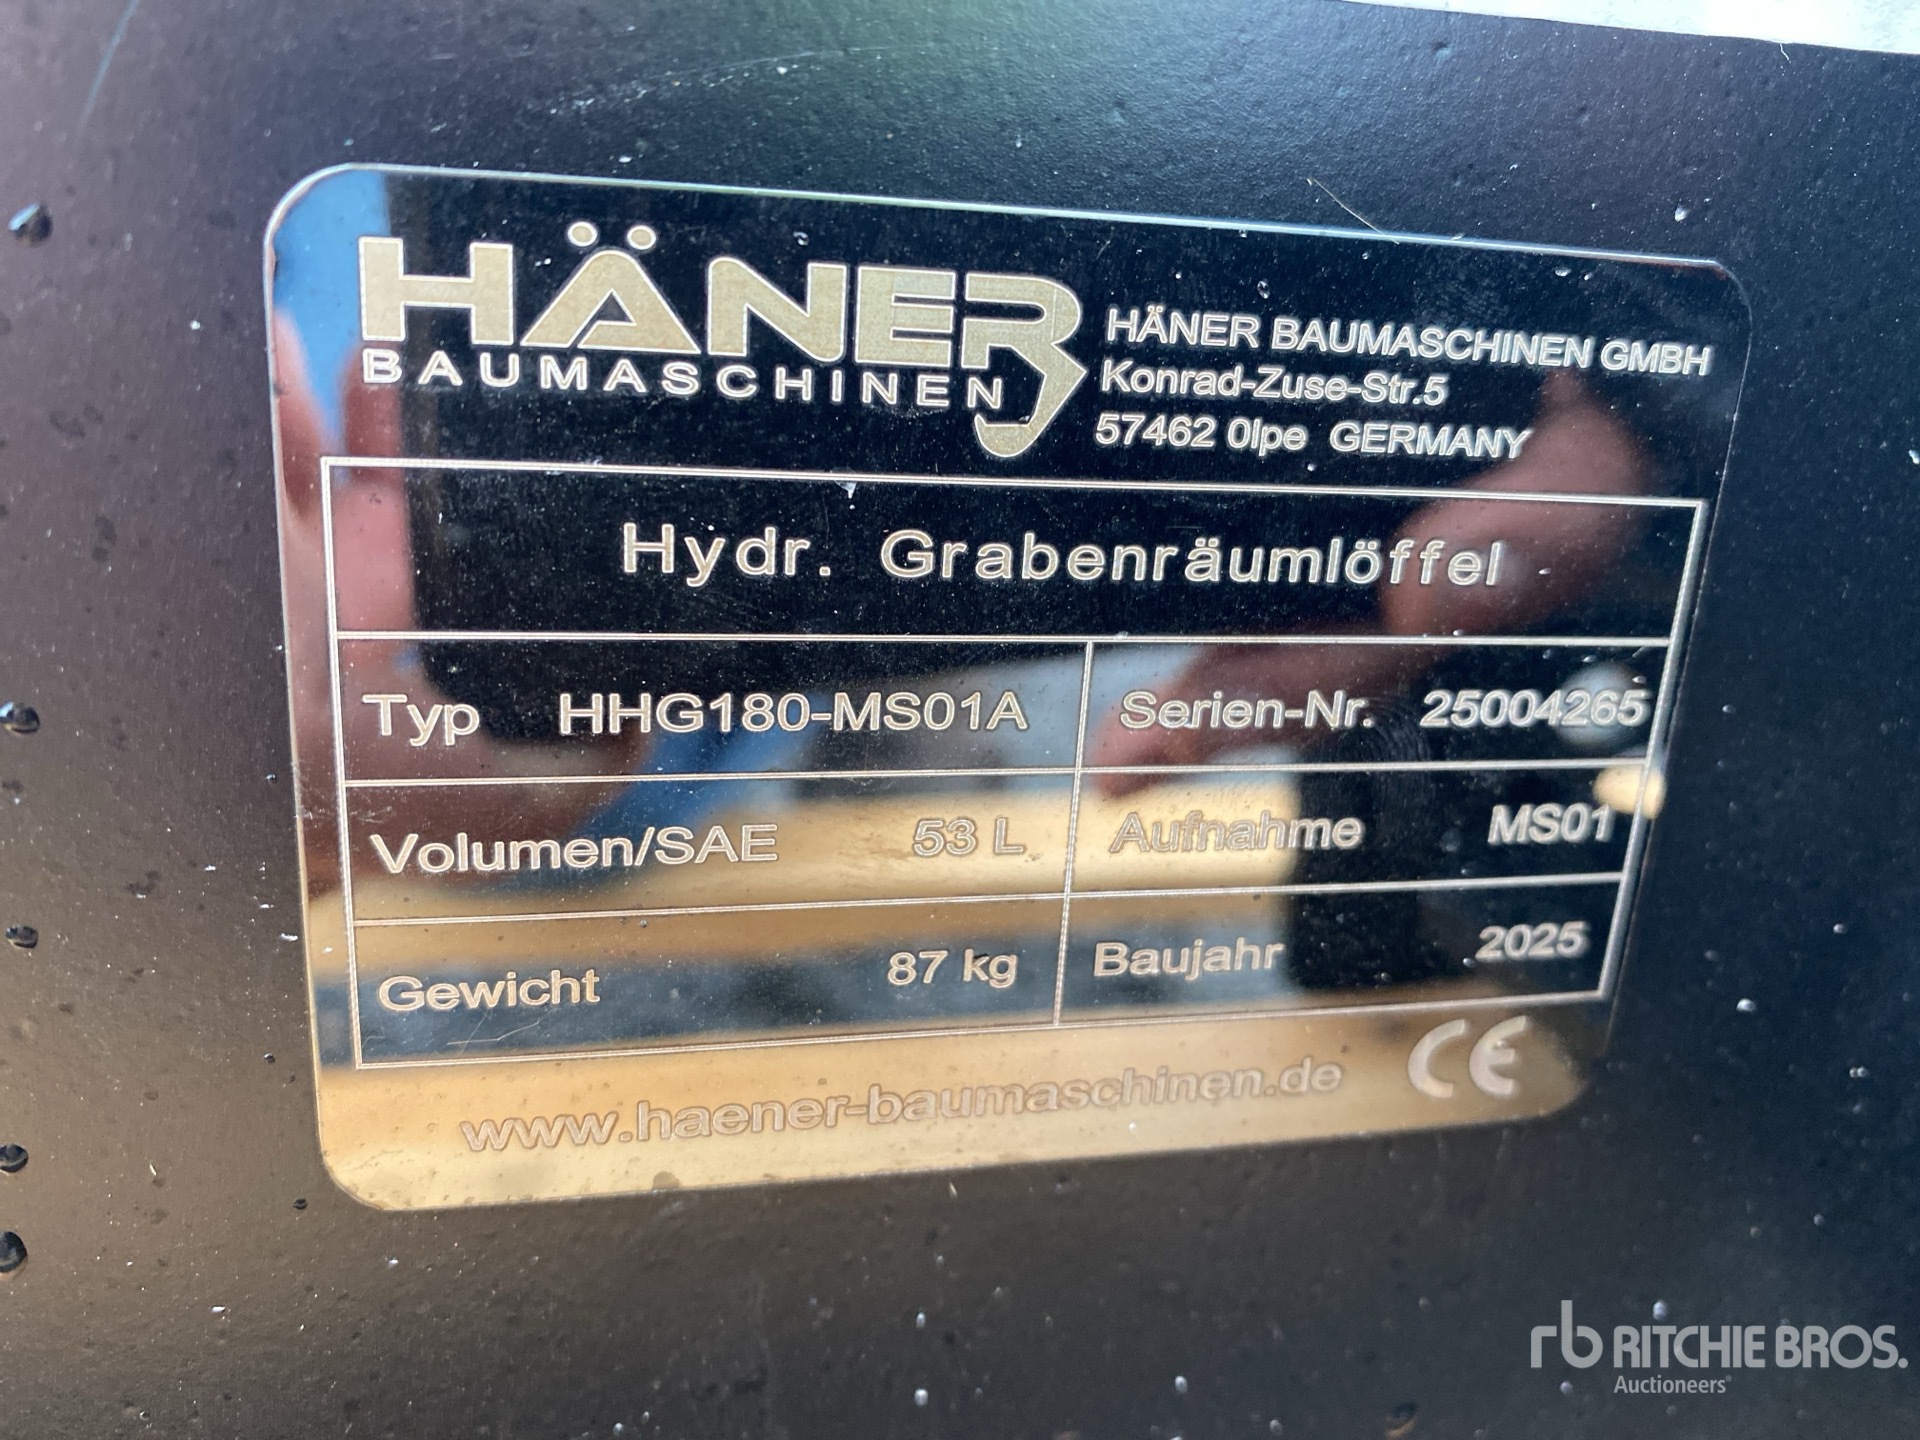 HÄNER
BAUMASCHINEN
HÄNER BAUMASCHINEN GMBH
Konrad-Zuse-Str.5
57462 Olpe GERMANY
Hydr. Grabenräumlöffel
Typ HHG180-MS01A Serien-Nr. 25004265
Volumen/SAE 53 L Aufnahme MS01
Gewicht 87 kg Baujahr 2025
www.haener-baumaschinen.de CE
rb RITCHIE BROS.
Auctioneers®